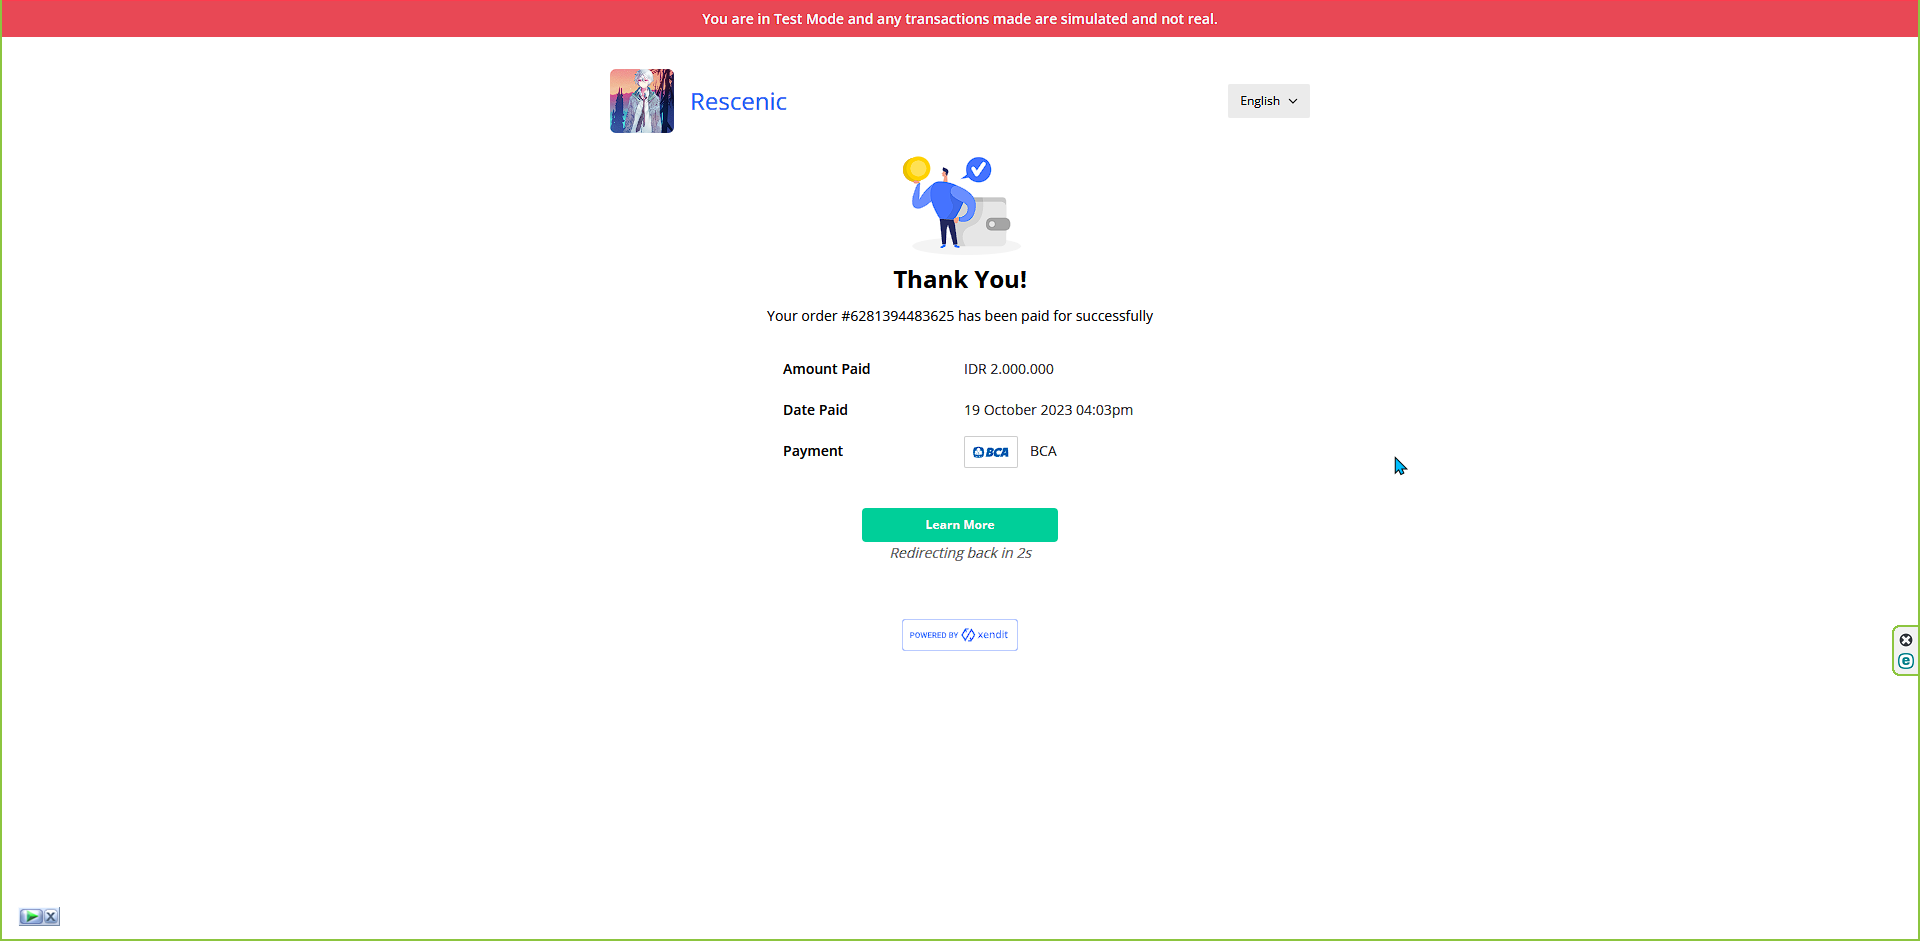 You are in Test Mode and any transactions made are simulated and not real.
Rescenic
English
Thank You!
Your order #6281394483625 has been paid for successfully
Amount Paid IDR 2.000.000
Date Paid 19 October 2023 04:03pm
Payment BCA BCA
Learn More
Redirecting back in 2s
POWERED BY xendit